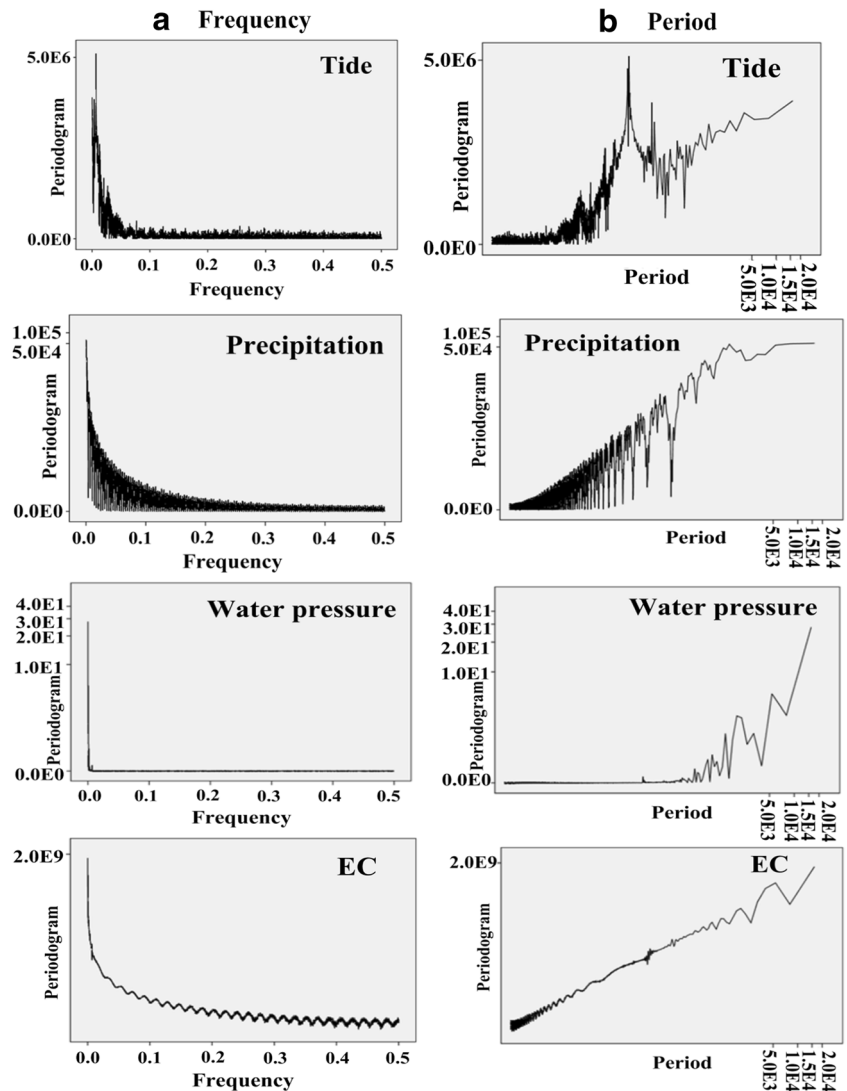 a Frequency
b Period
5.0E6
Tide
Periodogram
0.0E0
0.0 0.1 0.2 0.3 0.4 0.5
Frequency
5.0E6
Tide
Periodogram
0.0E0
Period
5.0E3
1.0E4
1.5E4
2.0E4
1.0E5
5.0E4
Precipitation
Periodogram
0.0E0
0.0 0.1 0.2 0.3 0.4 0.5
Frequency
1.0E5
5.0E4
Precipitation
Periodogram
0.0E0
Period
5.0E3
1.0E4
1.5E4
2.0E4
4.0E1
3.0E1
2.0E1
1.0E1
Water pressure
Periodogram
0.0E0
0.0 0.1 0.2 0.3 0.4 0.5
Frequency
4.0E1
3.0E1
2.0E1
1.0E1
Water pressure
Periodogram
0.0E0
Period
5.0E3
1.0E4
1.5E4
2.0E4
2.0E9
EC
Periodogram
0.0 0.1 0.2 0.3 0.4 0.5
Frequency
2.0E9
EC
Periodogram
Period
5.0E3
1.0E4
1.5E4
2.0E4